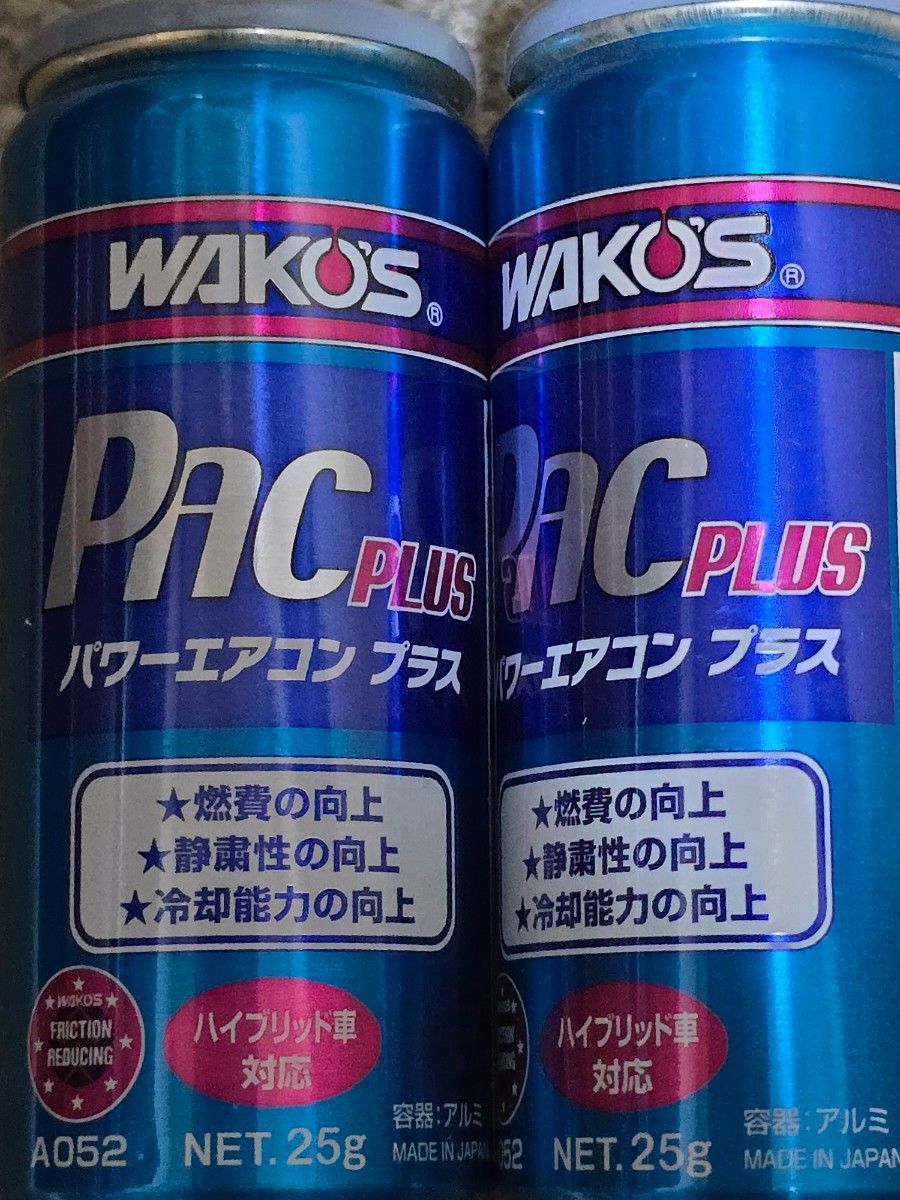 WAKO'S®
PAC PLUS
パワーエアコン プラス
★燃費の向上
★静粛性の向上
★冷却能力の向上
★WAKO'S★
FRICTION
REDUCING
ハイブリッド車
対応
容器:アルミ
A052
NET. 25g
MADE IN JAPAN
WAKO'S®
PAC PLUS
パワーエアコン プラス
★燃費の向上
★静粛性の向上
★冷却能力の向上
ハイブリッド車
対応
容器:アルミ
052
NET. 25g
MADE IN JAPAN